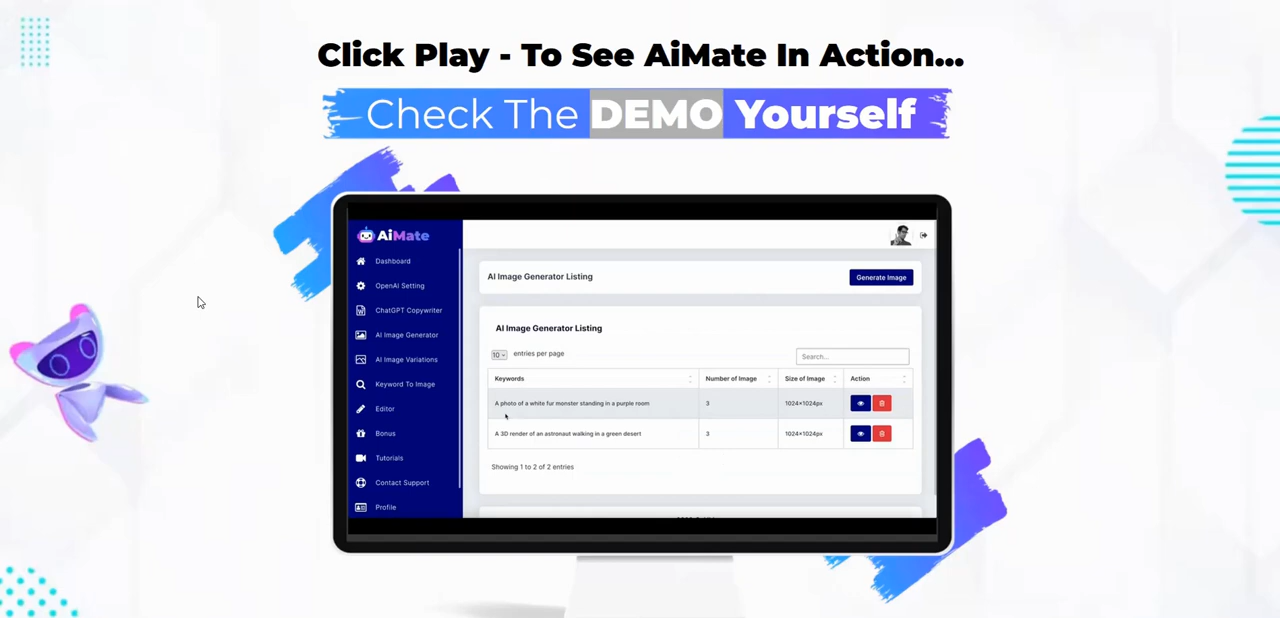 Click Play - To See AiMate In Action...
Check The DEMO Yourself
AiMate
Dashboard
OpenAI Setting
ChatGPT Copywriter
AI Image Generator
AI Image Variations
Keyword To Image
Editor
Bonus
Tutorials
Contact Support
Profile
AI Image Generator Listing
Generate Image
AI Image Generator Listing
10 entries per page
Search...
Keywords Number of Image Size of Image Action
A photo of a white fur monster standing in a purple room 3 1024×1024px
A 3D render of an astronaut walking in a green desert 3 1024×1024px
Showing 1 to 2 of 2 entries